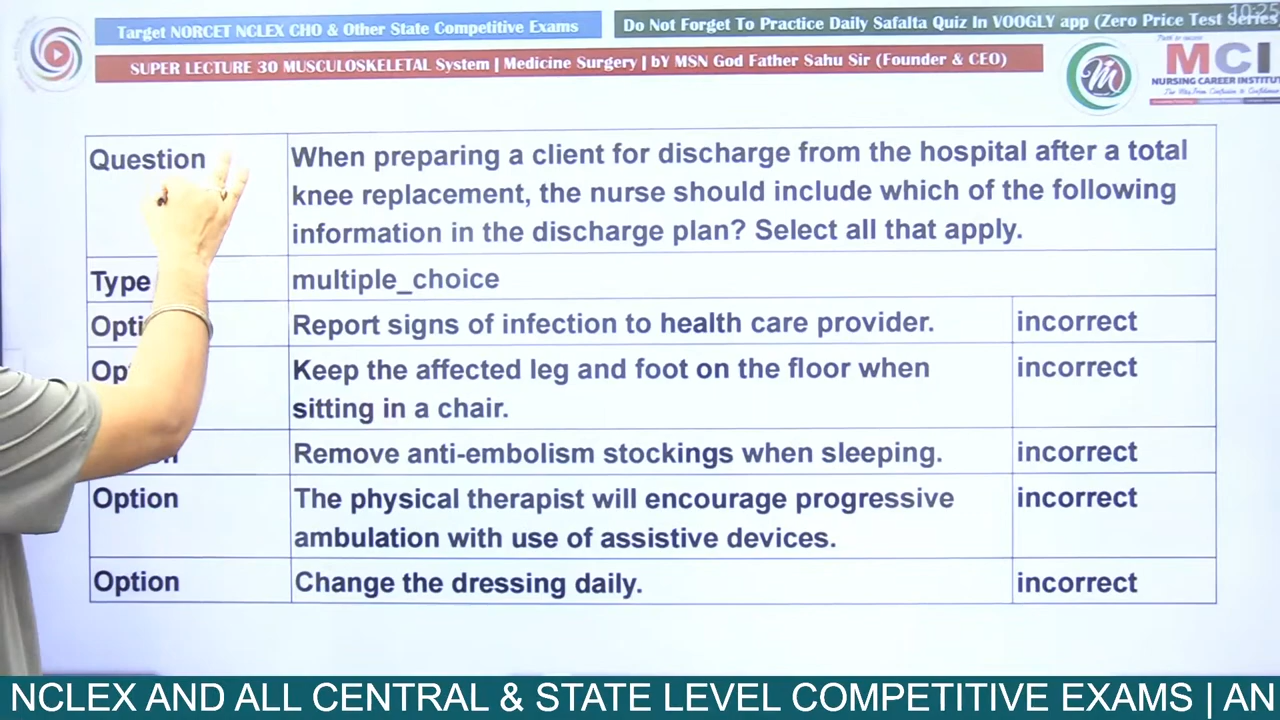 10:25
Target NORCET NCLEX CHO & Other State Competitive Exams
Do Not Forget To Practice Daily Safalta Quiz In VOOGLY app (Zero Price Test Series
SUPER LECTURE 30 MUSCULOSKELETAL System | Medicine Surgery | bY MSN God Father Sahu Sir (Founder & CEO)
MCI
NURSING CAREER INSTITUT
Question
When preparing a client for discharge from the hospital after a total
knee replacement, the nurse should include which of the following
information in the discharge plan? Select all that apply.
Type
multiple_choice
Report signs of infection to health care provider.
incorrect
Keep the affected leg and foot on the floor when
sitting in a chair.
incorrect
Remove anti-embolism stockings when sleeping.
incorrect
Option
The physical therapist will encourage progressive
ambulation with use of assistive devices.
incorrect
Option
Change the dressing daily.
incorrect
NCLEX AND ALL CENTRAL & STATE LEVEL COMPETITIVE EXAMS | AN